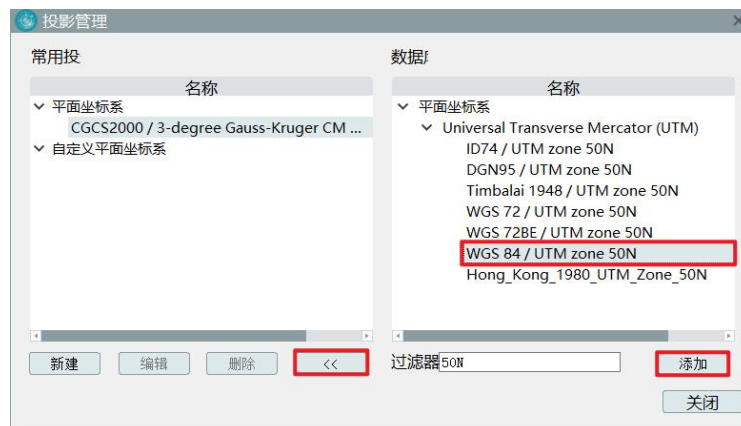 投影管理
常用投
名称
平面坐标系
CGCS2000 / 3-degree Gauss-Kruger CM ...
自定义平面坐标系
新建
编辑
删除
<<
数据
名称
平面坐标系
Universal Transverse Mercator (UTM)
ID74 / UTM zone 50N
DGN95 / UTM zone 50N
Timbalai 1948 / UTM zone 50N
WGS 72 / UTM zone 50N
WGS 72BE / UTM zone 50N
WGS 84 / UTM zone 50N
Hong_Kong_1980_UTM_Zone_50N
过滤器 50N
添加
关闭